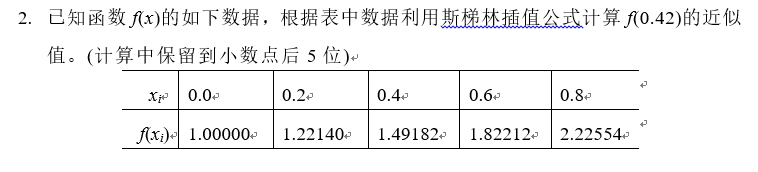 2. 已知函数 f(x)的如下数据，根据表中数据利用斯梯林插值公式计算 f(0.42)的近似
值。(计算中保留到小数点后 5 位)
xᵢ 0.0 0.2 0.4 0.6 0.8
f(xᵢ) 1.00000 1.22140 1.49182 1.82212 2.22554